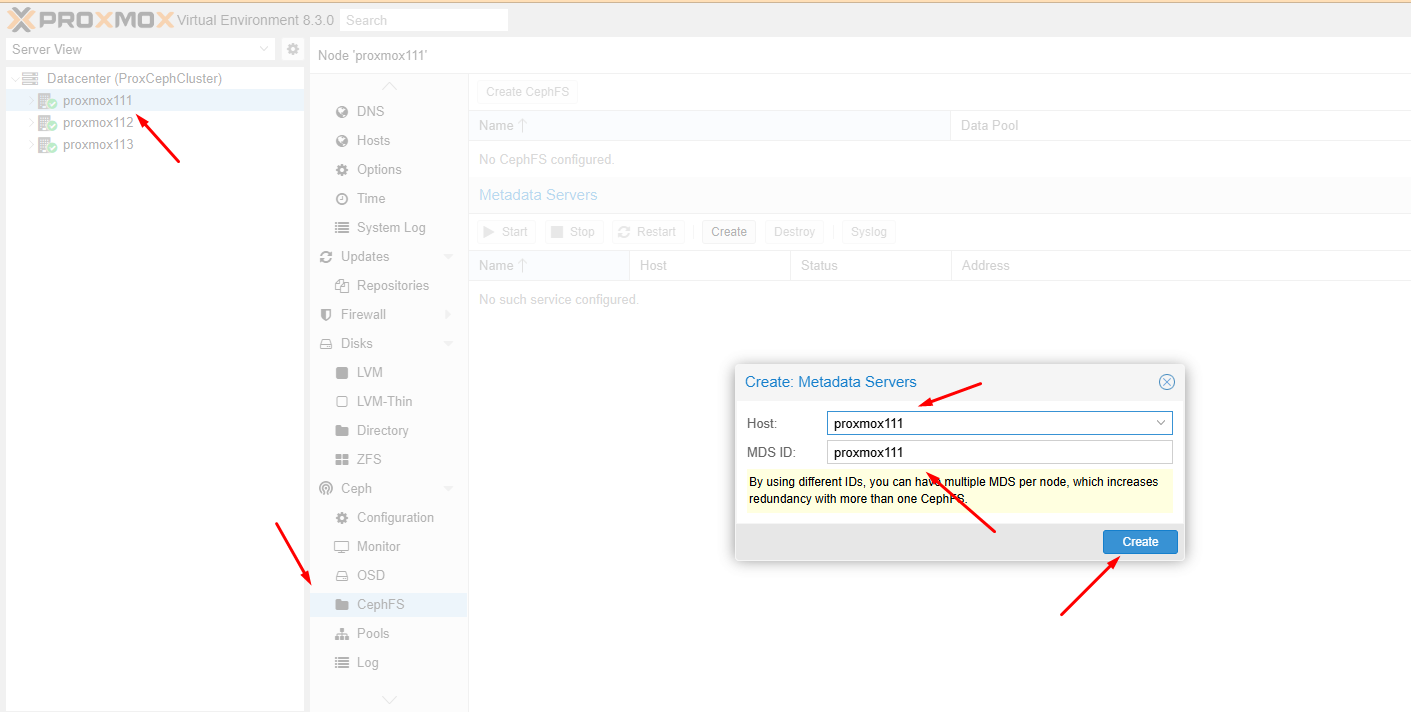 PROXMOX Virtual Environment 8.3.0 Search
Server View
Datacenter (ProxCephCluster)
proxmox111
proxmox112
proxmox113
Node 'proxmox111'
DNS
Hosts
Options
Time
System Log
Updates
Repositories
Firewall
Disks
LVM
LVM-Thin
Directory
ZFS
Ceph
Configuration
Monitor
OSD
CephFS
Pools
Log
Create CephFS
Name Data Pool
No CephFS configured.
Metadata Servers
Start Stop Restart Create Destroy Syslog
Name Host Status Address
No such service configured.
Create: Metadata Servers
Host: proxmox111
MDS ID: proxmox111
By using different IDs, you can have multiple MDS per node, which increases
redundancy with more than one CephFS.
Create